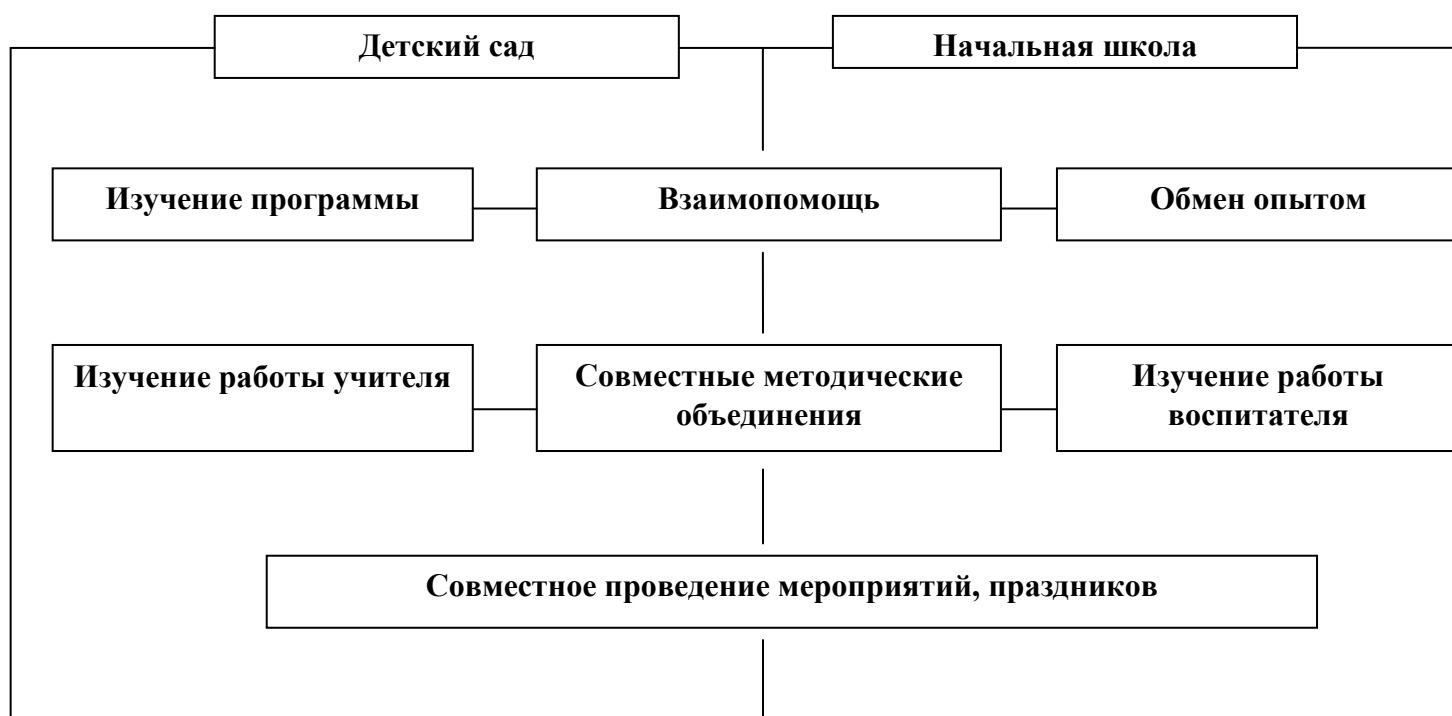 Детский сад
Начальная школа
Изучение программы
Взаимопомощь
Обмен опытом
Изучение работы учителя
Совместные методические
объединения
Изучение работы
воспитателя
Совместное проведение мероприятий, праздников